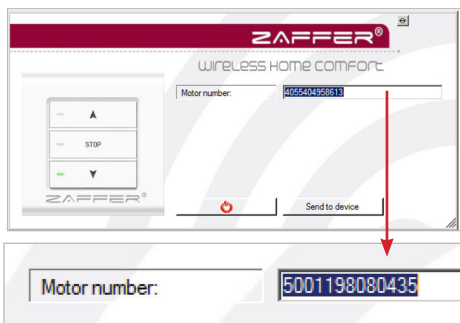 ZAFFER®
WIRELESS HOME COMFORT
Motor number: 4055404958613
STOP
ZAFFER®
Send to device
Motor number: 5001198080435